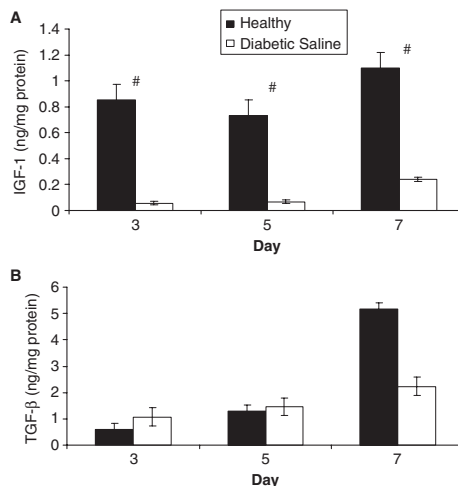 A
Healthy
Diabetic Saline
IGF-1 (ng/mg protein)
1.4
1.2
1
0.8
0.6
0.4
0.2
0
#
#
#
3 5 7
Day
B
TGF-β (ng/mg protein)
6
5
4
3
2
1
0
3 5 7
Day